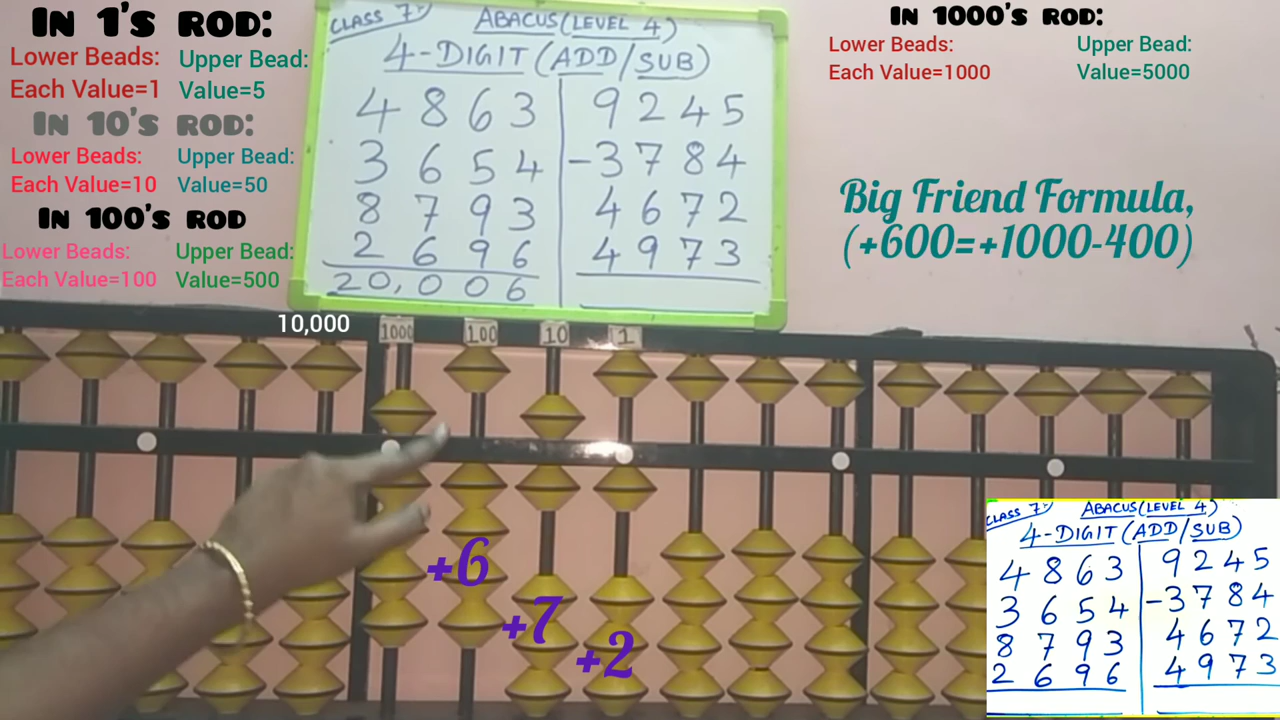 In 1's rod:
Lower Beads: Upper Bead:
Each Value=1 Value=5
In 10's rod:
Lower Beads: Upper Bead:
Each Value=10 Value=50
In 100's rod
Lower Beads: Upper Bead:
Each Value=100 Value=500
CLASS 7: ABACUS (LEVEL 4)
4-DIGIT (ADD/SUB)
4863 9245
3654 -3784
8793 4672
2696 4973
20,006
In 1000's rod:
Lower Beads: Upper Bead:
Each Value=1000 Value=5000
Big Friend Formula,
(+600=+1000-400)
10,000 1000 100 10 1
+6
+7
+2
CLASS 7: ABACUS (LEVEL 4)
4-DIGIT (ADD/SUB)
4863 9245
3654 -3784
8793 4672
2696 4973